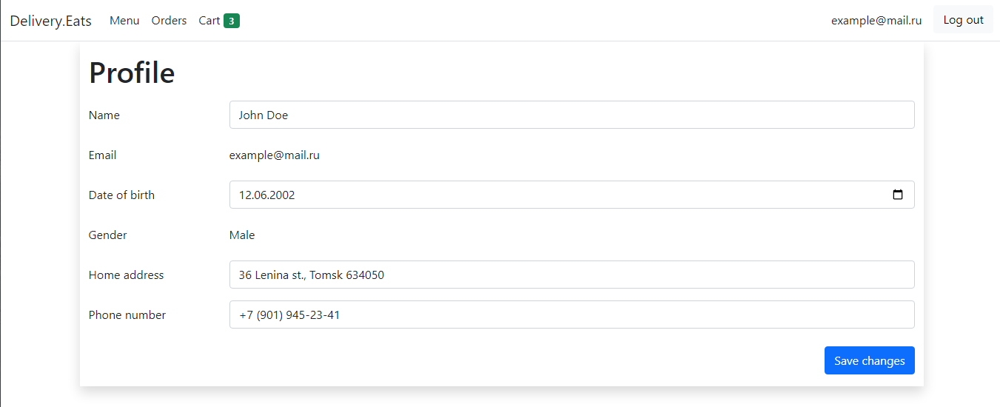 Delivery.Eats Menu Orders Cart 3 example@mail.ru Log out
Profile
Name John Doe
Email example@mail.ru
Date of birth 12.06.2002
Gender Male
Home address 36 Lenina st., Tomsk 634050
Phone number +7 (901) 945-23-41
Save changes